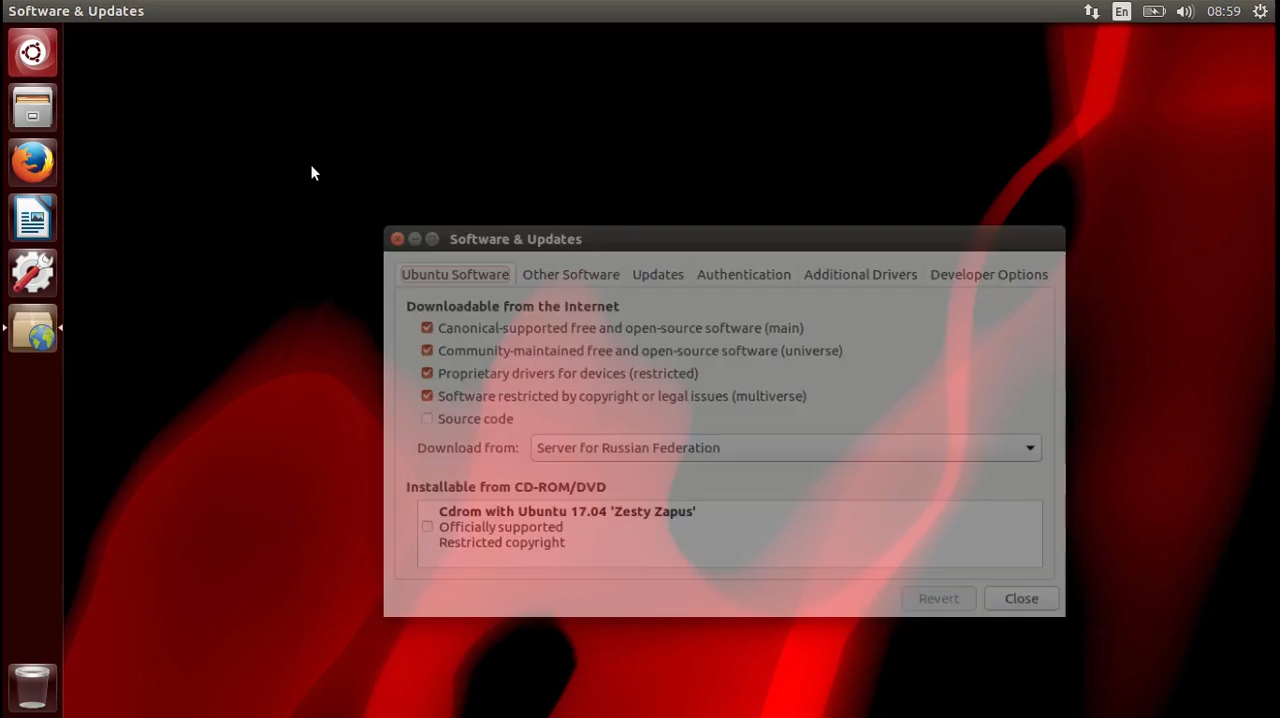 Software & Updates
En
08:59
Software & Updates
Ubuntu Software
Other Software
Updates
Authentication
Additional Drivers
Developer Options
Downloadable from the Internet
Canonical-supported free and open-source software (main)
Community-maintained free and open-source software (universe)
Proprietary drivers for devices (restricted)
Software restricted by copyright or legal issues (multiverse)
Source code
Download from:
Server for Russian Federation
Installable from CD-ROM/DVD
Cdrom with Ubuntu 17.04 'Zesty Zapus'
Officially supported
Restricted copyright
Revert
Close